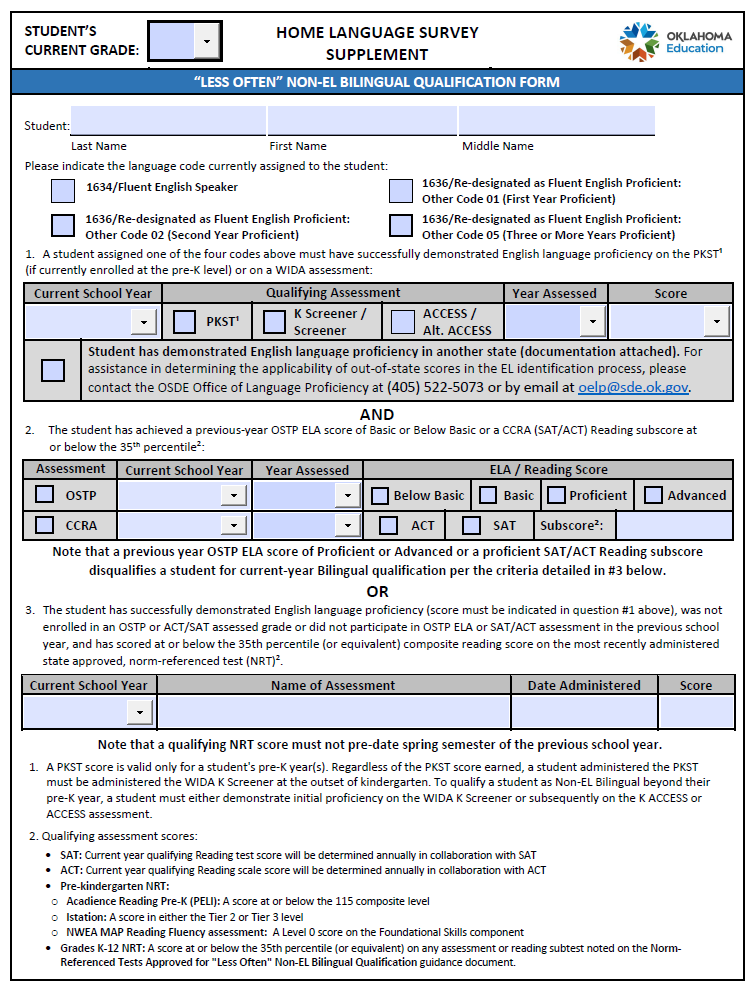 STUDENT'S
CURRENT GRADE:
HOME LANGUAGE SURVEY
SUPPLEMENT
OKLAHOMA
Education
"LESS OFTEN" NON-EL BILINGUAL QUALIFICATION FORM
Student:
Last Name First Name Middle Name
Please indicate the language code currently assigned to the student:
1634/Fluent English Speaker
1636/Re-designated as Fluent English Proficient:
Other Code 01 (First Year Proficient)
1636/Re-designated as Fluent English Proficient:
Other Code 02 (Second Year Proficient)
1636/Re-designated as Fluent English Proficient:
Other Code 05 (Three or More Years Proficient)
1. A student assigned one of the four codes above must have successfully demonstrated English language proficiency on the PKST¹
(if currently enrolled at the pre-K level) or on a WIDA assessment:
Current School Year Qualifying Assessment Year Assessed Score
PKST¹
K Screener /
Screener
ACCESS /
Alt. ACCESS
Student has demonstrated English language proficiency in another state (documentation attached). For
assistance in determining the applicability of out-of-state scores in the EL identification process, please
contact the OSDE Office of Language Proficiency at (405) 522-5073 or by email at oelp@sde.ok.gov.
AND
2. The student has achieved a previous-year OSTP ELA score of Basic or Below Basic or a CCRA (SAT/ACT) Reading subscore at
or below the 35th percentile²:
Assessment Current School Year Year Assessed ELA / Reading Score
OSTP Below Basic Basic Proficient Advanced
CCRA ACT SAT Subscore²:
Note that a previous year OSTP ELA score of Proficient or Advanced or a proficient SAT/ACT Reading subscore
disqualifies a student for current-year Bilingual qualification per the criteria detailed in #3 below.
OR
3. The student has successfully demonstrated English language proficiency (score must be indicated in question #1 above), was not
enrolled in an OSTP or ACT/SAT assessed grade or did not participate in OSTP ELA or SAT/ACT assessment in the previous school
year, and has scored at or below the 35th percentile (or equivalent) composite reading score on the most recently administered
state approved, norm-referenced test (NRT)².
Current School Year Name of Assessment Date Administered Score
Note that a qualifying NRT score must not pre-date spring semester of the previous school year.
1. A PKST score is valid only for a student's pre-K year(s). Regardless of the PKST score earned, a student administered the PKST
must be administered the WIDA K Screener at the outset of kindergarten. To qualify a student as Non-EL Bilingual beyond their
pre-K year, a student must either demonstrate initial proficiency on the WIDA K Screener or subsequently on the K ACCESS or
ACCESS assessment.
2. Qualifying assessment scores:
• SAT: Current year qualifying Reading test score will be determined annually in collaboration with SAT
• ACT: Current year qualifying Reading scale score will be determined annually in collaboration with ACT
• Pre-kindergarten NRT:
○ Acadience Reading Pre-K (PELI): A score at or below the 115 composite level
○ Istation: A score in either the Tier 2 or Tier 3 level
○ NWEA MAP Reading Fluency assessment: A Level 0 score on the Foundational Skills component
• Grades K-12 NRT: A score at or below the 35th percentile (or equivalent) on any assessment or reading subtest noted on the Norm-
Referenced Tests Approved for "Less Often" Non-EL Bilingual Qualification guidance document.